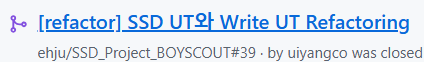 [refactor] SSD UT와 Write UT Refactoring
ehju/SSD_Project_BOYSCOUT#39 · by uiyangco was closed